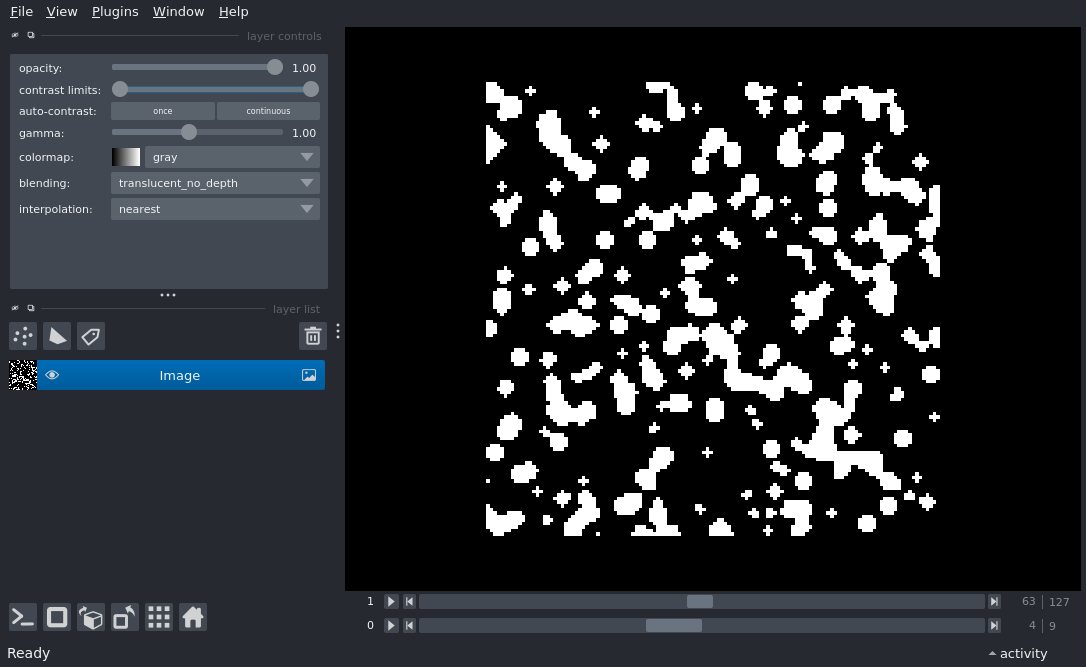 File View Plugins Window Help
layer controls
opacity: 1.00
contrast limits:
auto-contrast: once continuous
gamma: 1.00
colormap: gray
blending: translucent_no_depth
interpolation: nearest
layer list
Image
1 63 127
0 4 9
Ready activity